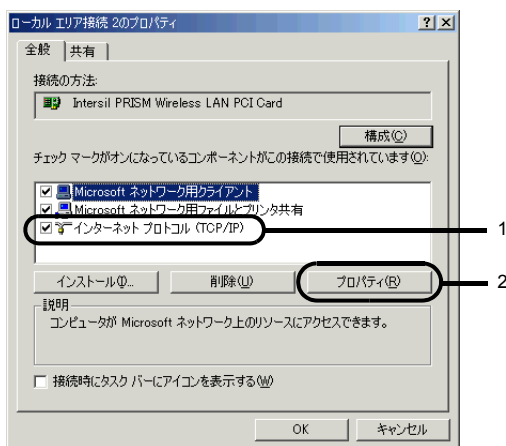 ローカル エリア接続 2のプロパティ
全般 共有
接続の方法:
Intersil PRISM Wireless LAN PCI Card
構成(C)
チェック マークがオンになっているコンポーネントがこの接続で使用されています(O):
Microsoft ネットワーク用クライアント
Microsoft ネットワーク用ファイルとプリンタ共有
インターネット プロトコル (TCP/IP)
1
インストール(I)... 削除(U) プロパティ(R)
2
説明
コンピュータが Microsoft ネットワーク上のリソースにアクセスできます。
接続時にタスク バーにアイコンを表示する(W)
OK キャンセル